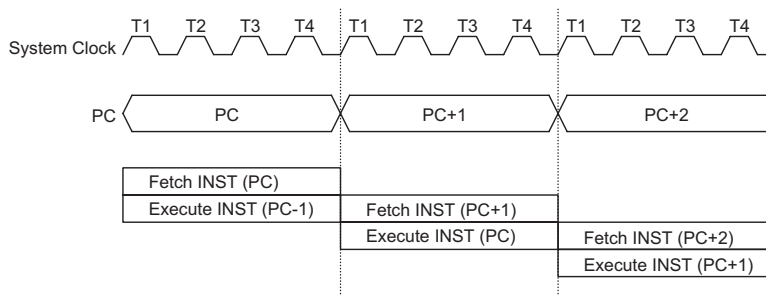 T1 T2 T3 T4 T1 T2 T3 T4 T1 T2 T3 T4
System Clock
PC PC PC+1 PC+2
Fetch INST (PC)
Execute INST (PC-1) Fetch INST (PC+1)
Execute INST (PC) Fetch INST (PC+2)
Execute INST (PC+1)